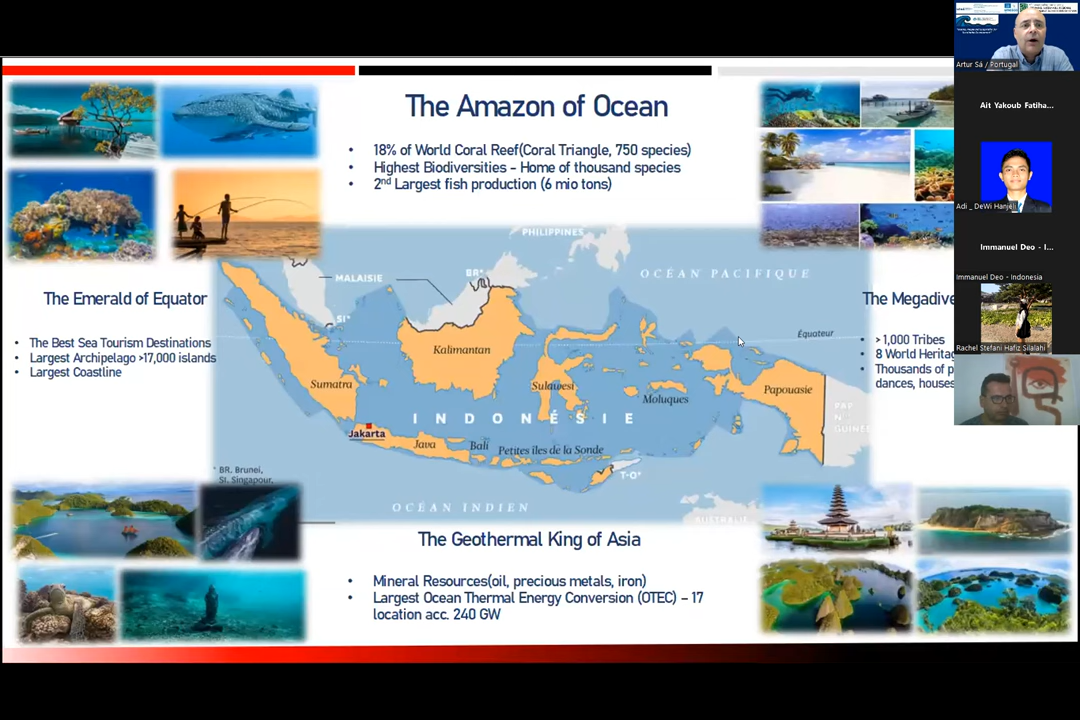 The Amazon of Ocean
• 18% of World Coral Reef(Coral Triangle, 750 species)
• Highest Biodiversities - Home of thousand species
• 2nd Largest fish production (6 mio tons)
The Emerald of Equator
• The Best Sea Tourism Destinations
• Largest Archipelago >17,000 islands
• Largest Coastline
PHILIPPINES
MALAISIE
BR*
SI*
OCÉAN PACIFIQUE
Équateur
Kalimantan
Sumatra
Sulawesi
Moluques
Papouasie
INDONÉSIE
Jakarta
Java
Bali
Petites îles de la Sonde
T-O*
* BR. Brunei,
SI. Singapour,
OCÉAN INDIEN
AUSTRALIE
The Megadive
• > 1,000 Tribes
• 8 World Heritag
• Thousands of p
dances, houses
The Geothermal King of Asia
• Mineral Resources(oil, precious metals, iron)
• Largest Ocean Thermal Energy Conversion (OTEC) – 17
location acc. 240 GW
Artur Sá / Portugal
Ait Yakoub Fatiha...
Adi _ DeWi Hanjeli
Immanuel Deo - I...
Immanuel Deo - Indonesia
Rachel Stefani Hafiz Silalahi